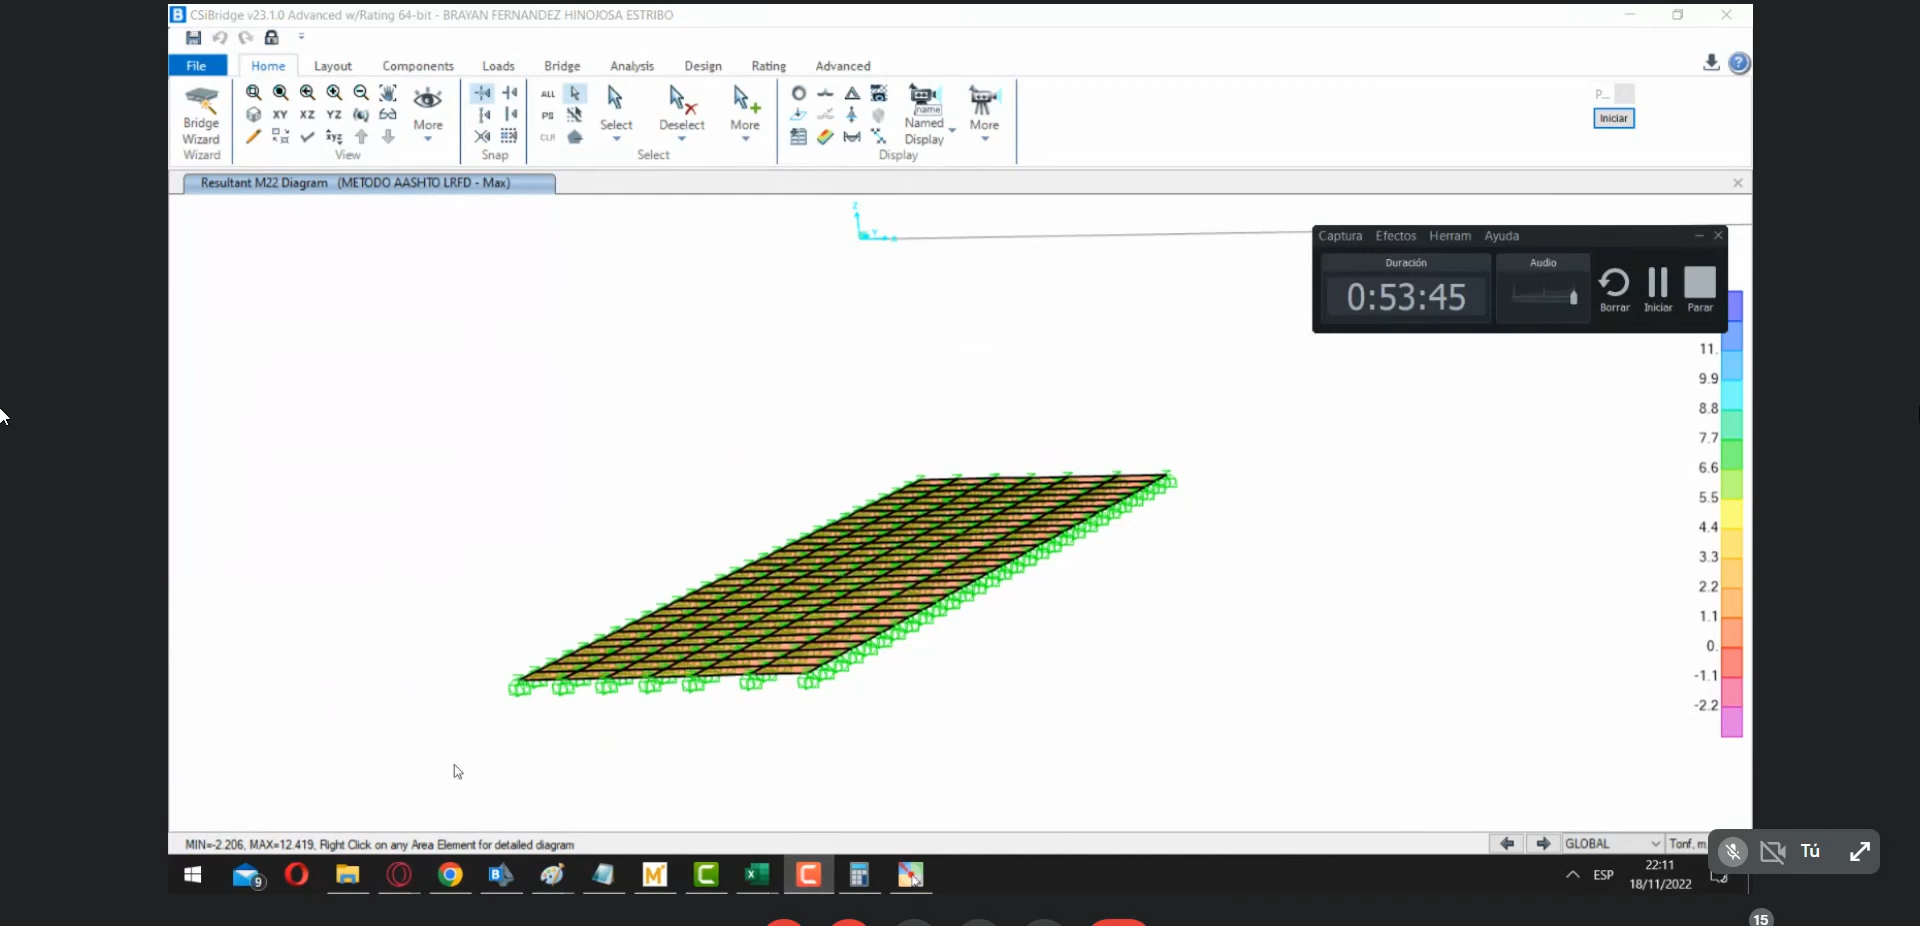 CSiBridge v23.1.0 Advanced w/Rating 64-bit - BRAYAN FERNANDEZ HINOJOSA ESTRIBO
File Home Layout Components Loads Bridge Analysis Design Rating Advanced
Bridge Wizard
Wizard
XY XZ YZ
xyz
More
View
Snap
ALL
PS
CLR
Select
Deselect
More
Select
name
Named Display
More
Display
P...
Iniciar
Resultant M22 Diagram (METODO AASHTO LRFD - Max)
Z
Y
X
Captura Efectos Herram Ayuda
Duración
Audio
0:53:45
Borrar Iniciar Parar
11.
9.9
8.8
7.7
6.6
5.5
4.4
3.3
2.2
1.1
0.
-1.1
-2.2
MIN=-2.206, MAX=12.419, Right Click on any Area Element for detailed diagram
GLOBAL
Tonf, m,
Tú
9
ESP
22:11
18/11/2022
15